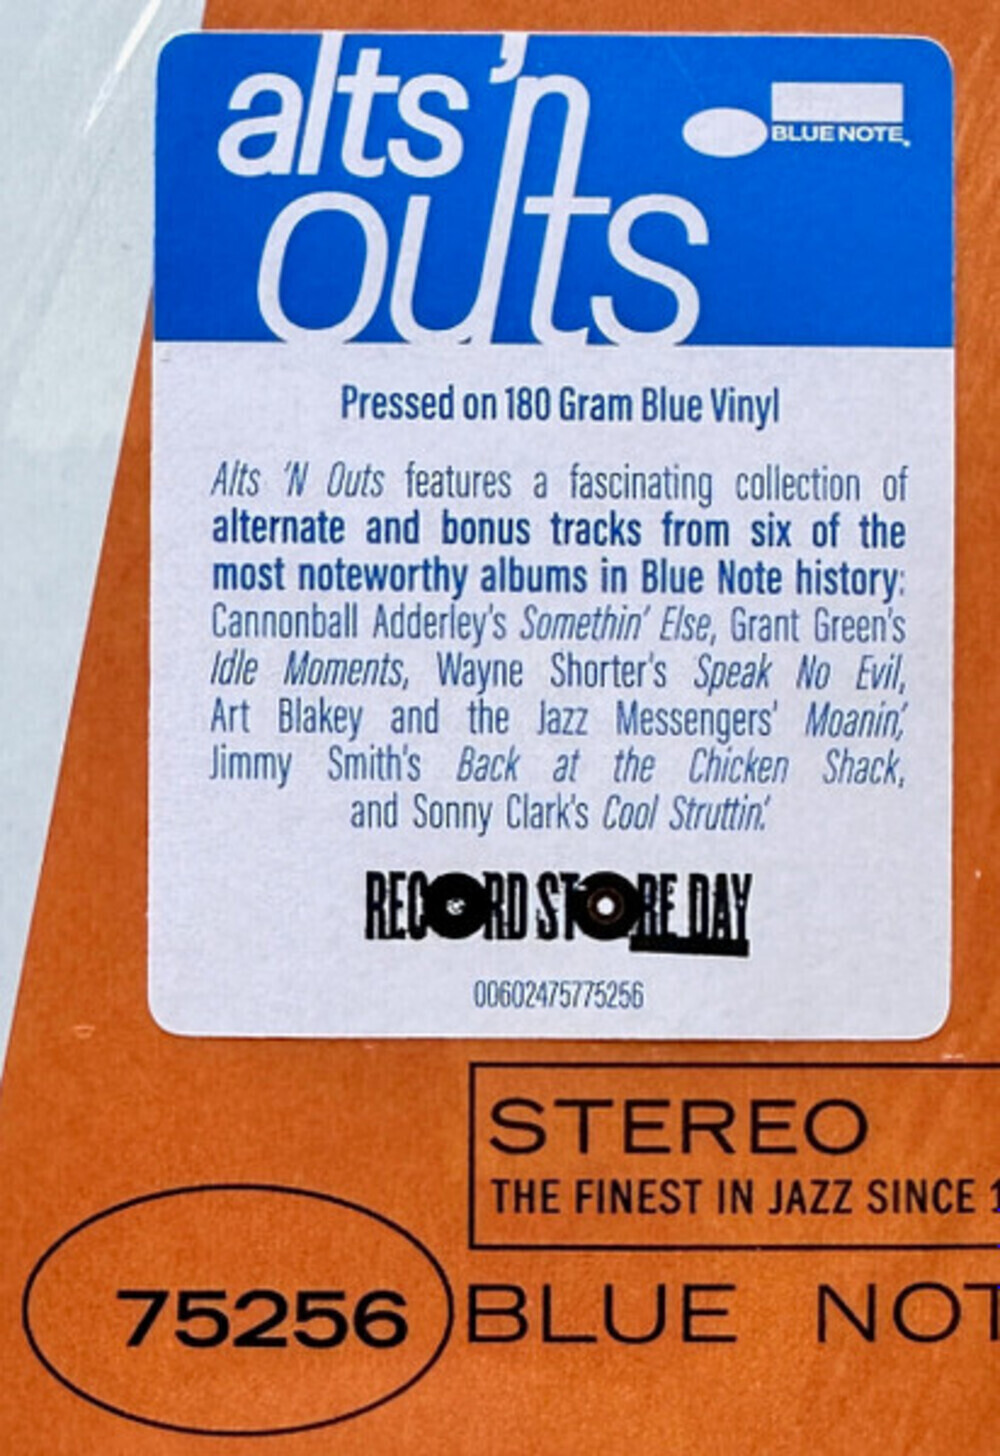 alts 'n
outs
BLUE NOTE
Pressed on 180 Gram Blue Vinyl
Alts 'N Outs features a fascinating collection of
alternate and bonus tracks from six of the
most noteworthy albums in Blue Note history:
Cannonball Adderley's Somethin' Else, Grant Green's
Idle Moments, Wayne Shorter's Speak No Evil,
Art Blakey and the Jazz Messengers' Moanin',
Jimmy Smith's Back at the Chicken Shack,
and Sonny Clark's Cool Struttin'.
RECORD STORE DAY
00602475775256
STEREO
THE FINEST IN JAZZ SINCE 1
75256
BLUE NOT